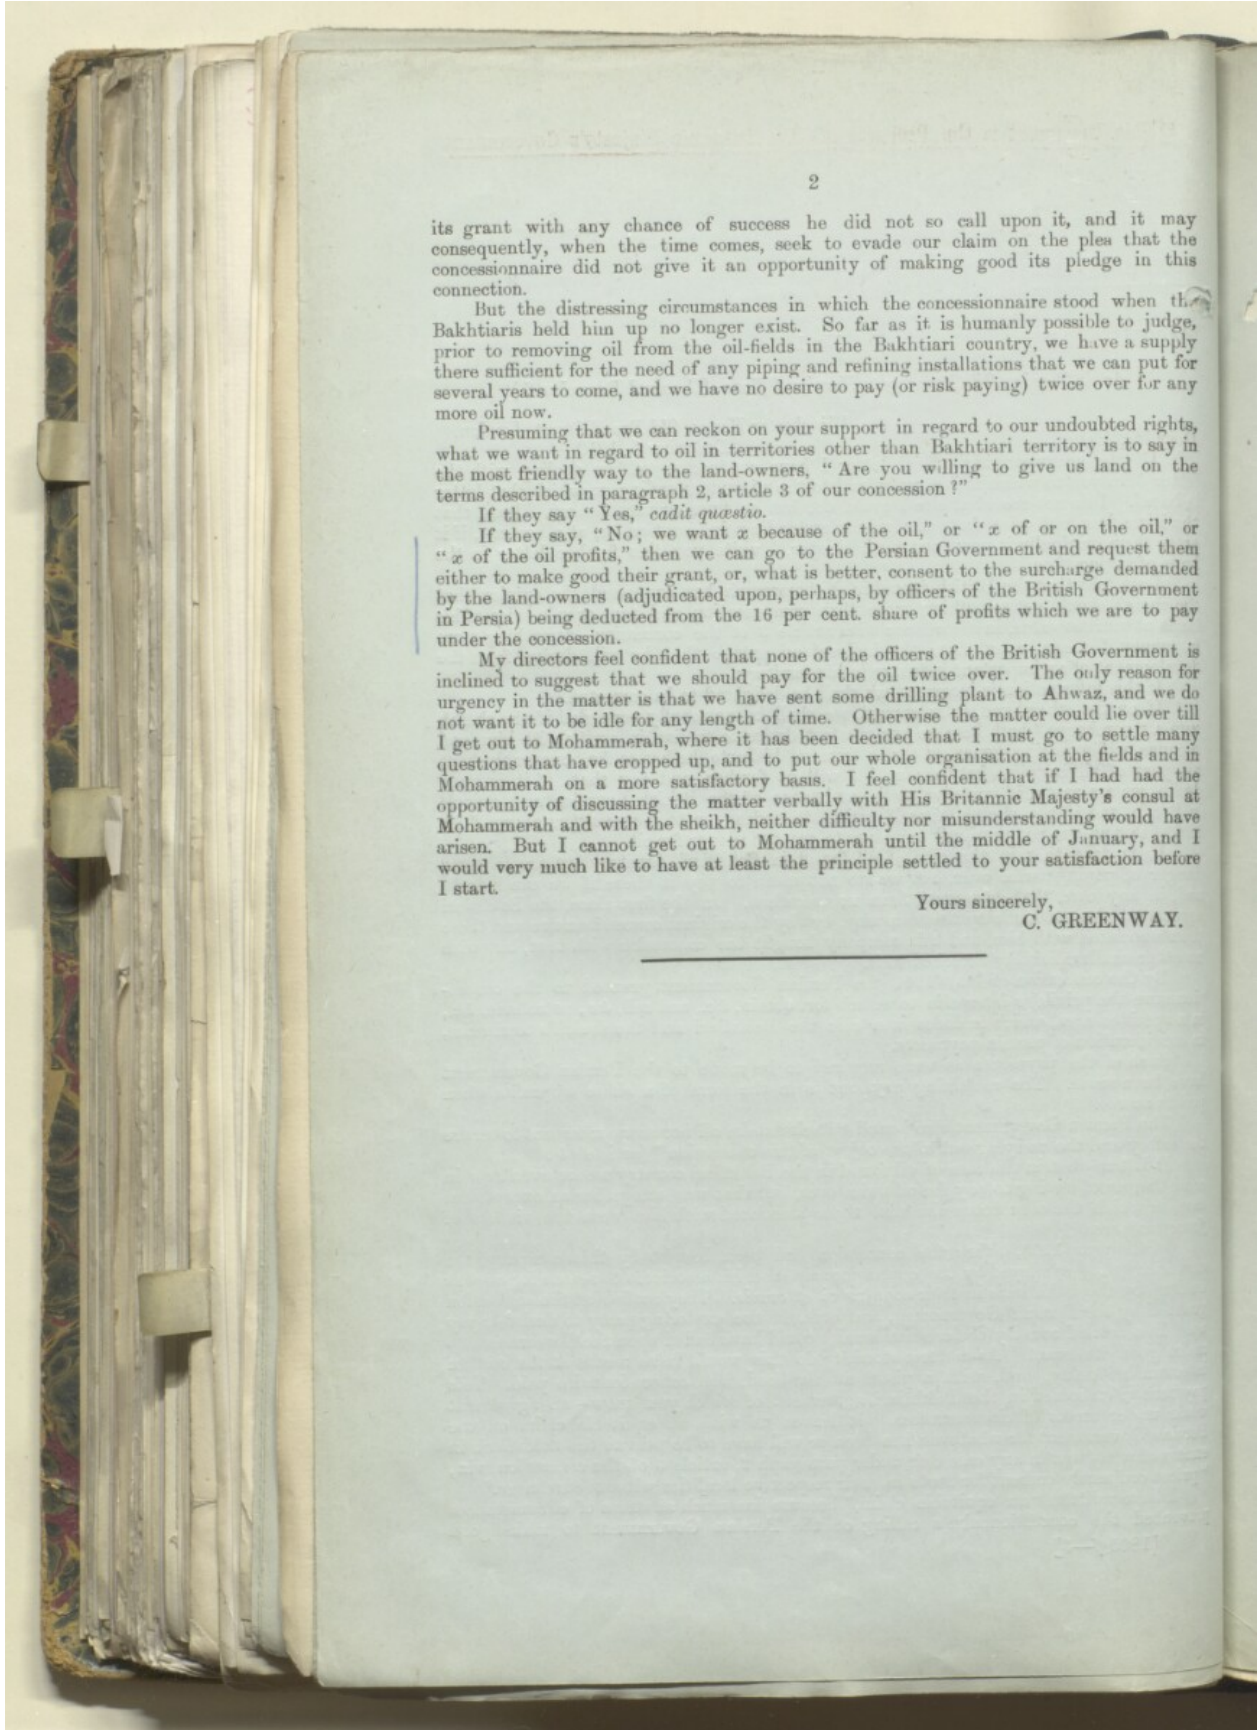 2
its grant with any chance of success he did not so call upon it, and it may
consequently, when the time comes, seek to evade our claim on the plea that the
concessionnaire did not give it an opportunity of making good its pledge in this
connection.
But the distressing circumstances in which the concessionnaire stood when the
Bakhtiaris held him up no longer exist. So far as it is humanly possible to judge,
prior to removing oil from the oil-fields in the Bakhtiari country, we have a supply
there sufficient for the need of any piping and refining installations that we can put for
several years to come, and we have no desire to pay (or risk paying) twice over for any
more oil now.
Presuming that we can reckon on your support in regard to our undoubted rights,
what we want in regard to oil in territories other than Bakhtiari territory is to say in
the most friendly way to the land-owners, "Are you willing to give us land on the
terms described in paragraph 2, article 3 of our concession?"
If they say "Yes," cadit quæstio.
If they say, "No; we want x because of the oil," or "x of or on the oil," or
"x of the oil profits," then we can go to the Persian Government and request them
either to make good their grant, or, what is better, consent to the surcharge demanded
by the land-owners (adjudicated upon, perhaps, by officers of the British Government
in Persia) being deducted from the 16 per cent. share of profits which we are to pay
under the concession.
My directors feel confident that none of the officers of the British Government is
inclined to suggest that we should pay for the oil twice over. The only reason for
urgency in the matter is that we have sent some drilling plant to Ahwaz, and we do
not want it to be idle for any length of time. Otherwise the matter could lie over till
I get out to Mohammerah, where it has been decided that I must go to settle many
questions that have cropped up, and to put our whole organisation at the fields and in
Mohammerah on a more satisfactory basis. I feel confident that if I had had the
opportunity of discussing the matter verbally with His Britannic Majesty's consul at
Mohammerah and with the sheikh, neither difficulty nor misunderstanding would have
arisen. But I cannot get out to Mohammerah until the middle of January, and I
would very much like to have at least the principle settled to your satisfaction before
I start.
Yours sincerely,
C. GREENWAY.